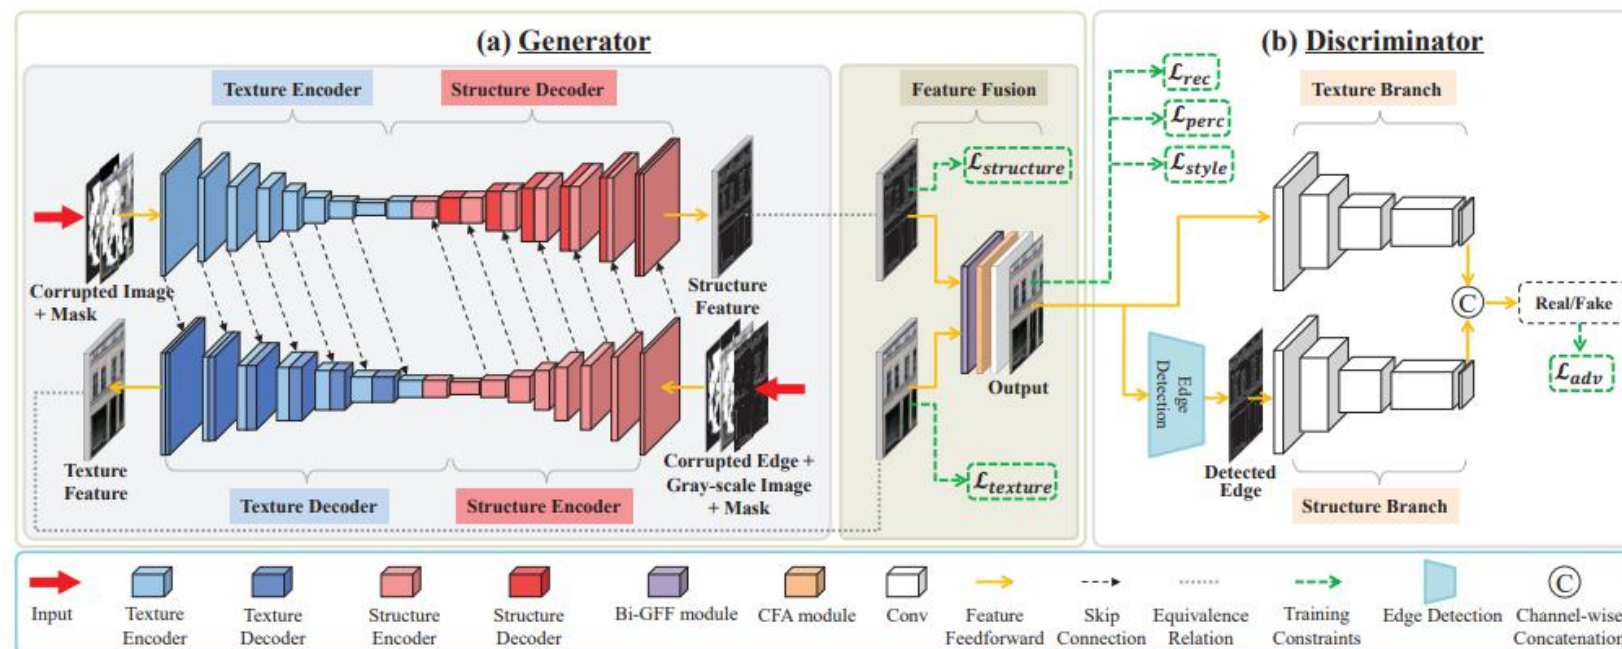 (a) Generator
Texture Encoder
Structure Decoder
Corrupted Image
+ Mask
Structure
Feature
Texture
Feature
Corrupted Edge +
Gray-scale Image
+ Mask
Texture Decoder
Structure Encoder
Feature Fusion
ℒstructure
Output
ℒtexture
ℒrec
ℒperc
ℒstyle
(b) Discriminator
Texture Branch
C
Real/Fake
ℒadv
Edge
Detection
Detected
Edge
Structure Branch
Input
Texture
Encoder
Texture
Decoder
Structure
Encoder
Structure
Decoder
Bi-GFF module
CFA module
Conv
Feature
Feedforward
Skip
Connection
Equivalence
Relation
Training
Constraints
Edge Detection
C
Channel-wise
Concatenation